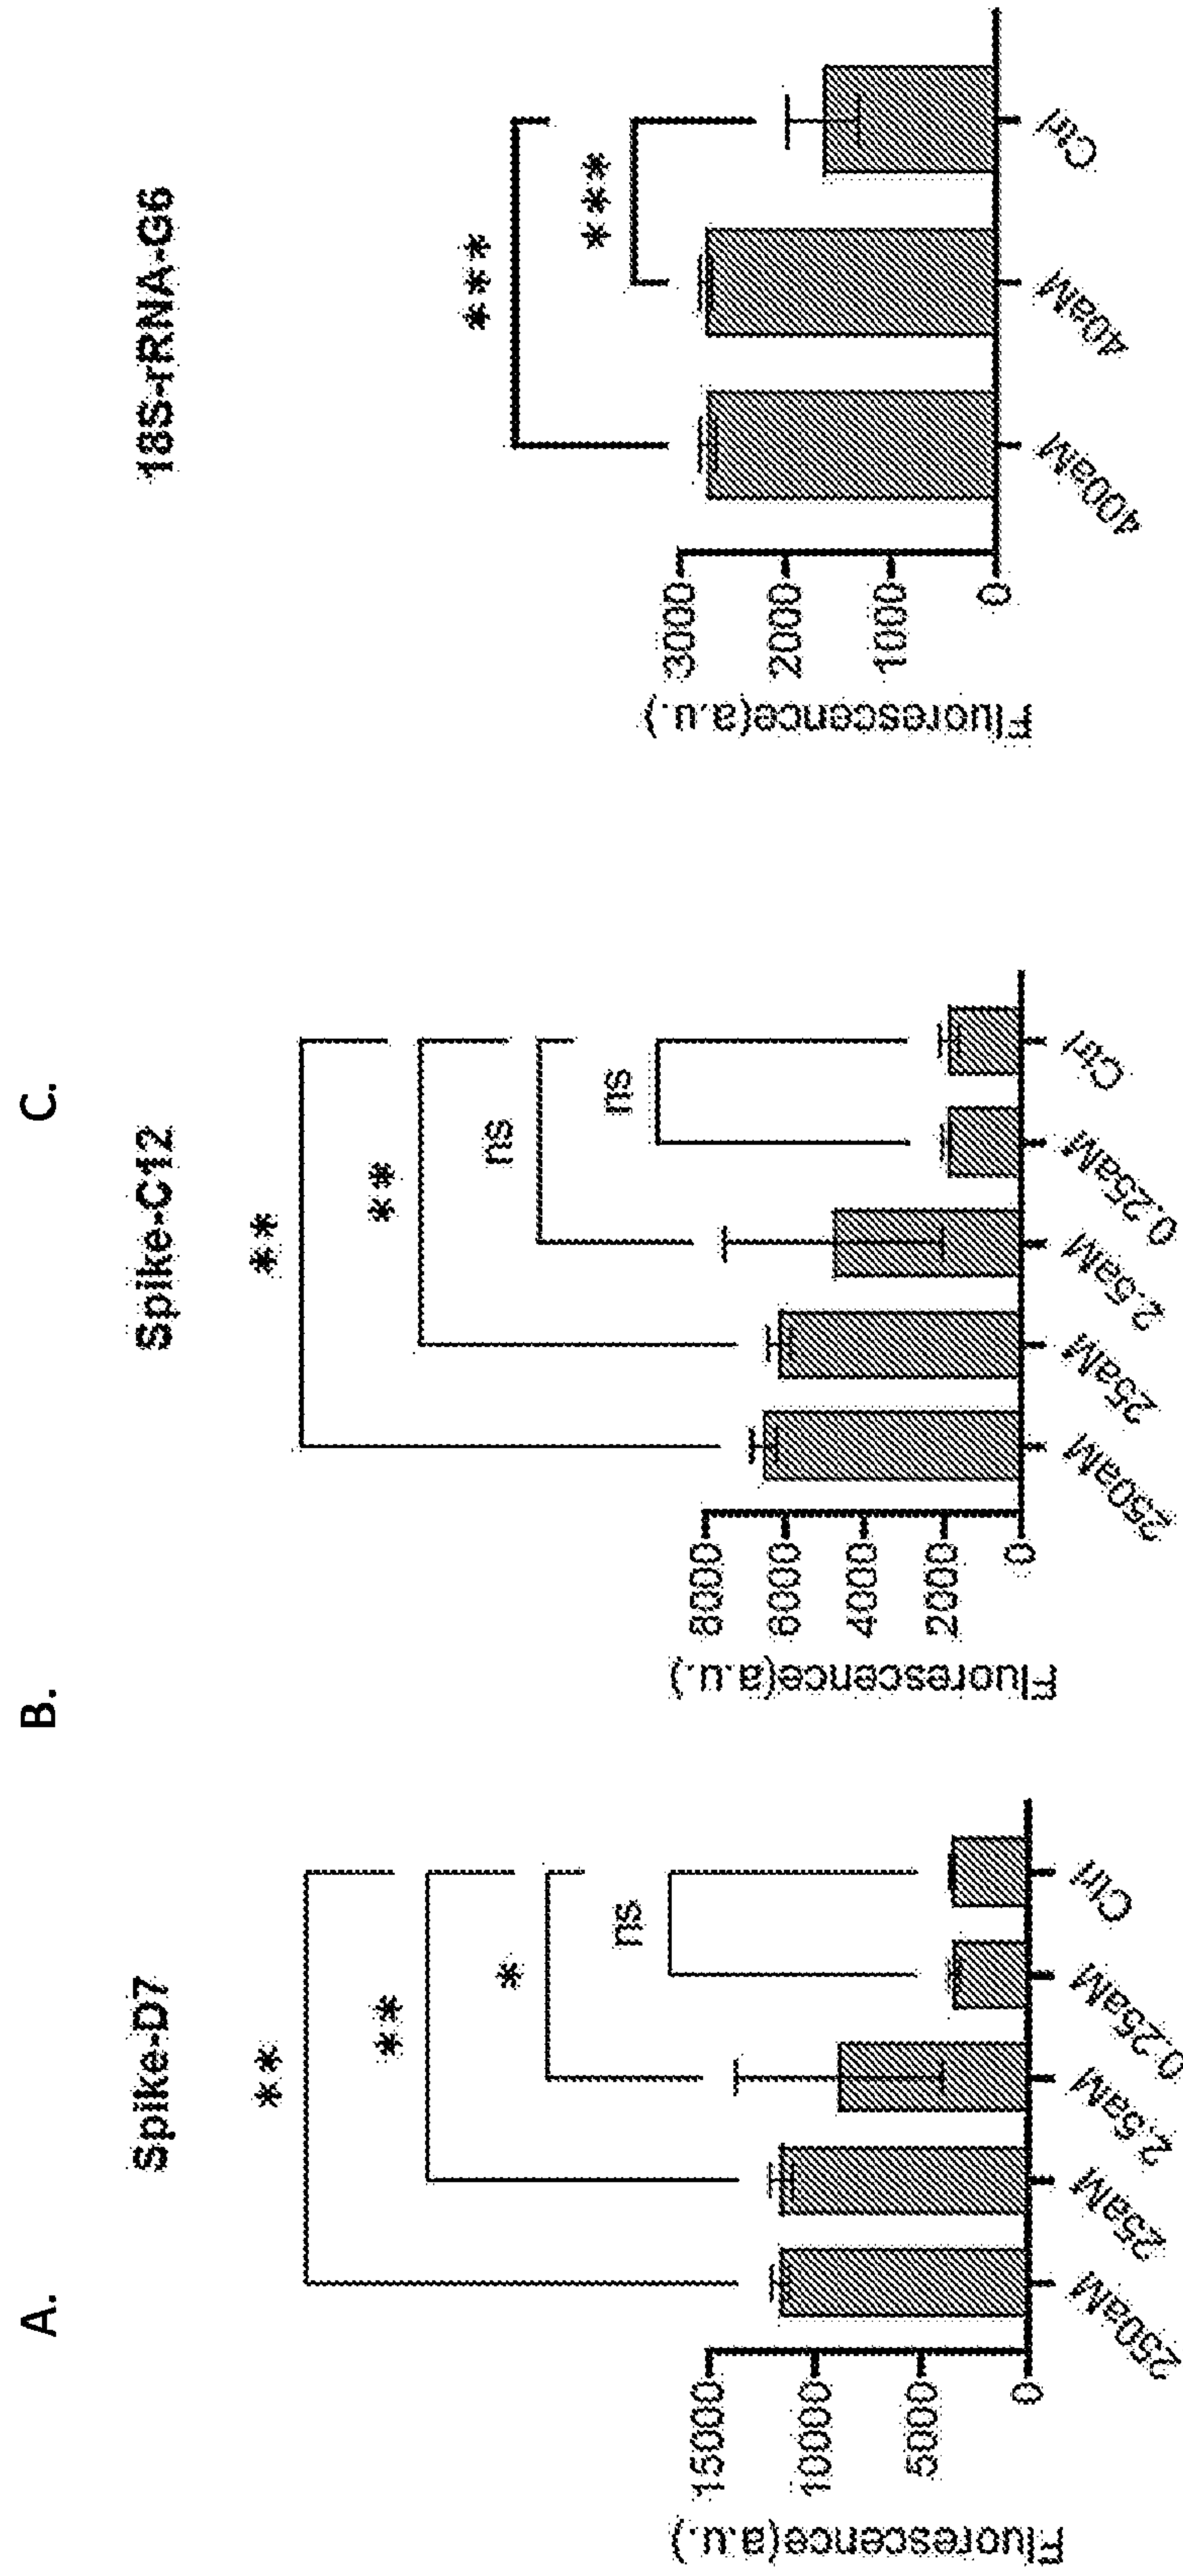 A.
Spike-D7
Fluorescence(a.u.)
15000
10000
5000
0
**
**
*
ns
250aM
25aM
2.5aM
0.25aM
Ctrl
B.
Spike-C12
Fluorescence(a.u.)
8000
6000
4000
2000
0
**
**
ns
ns
250aM
25aM
2.5aM
0.25aM
Ctrl
C.
18S-rRNA-G6
Fluorescence(a.u.)
3000
2000
1000
0
***
***
400aM
40aM
Ctrl